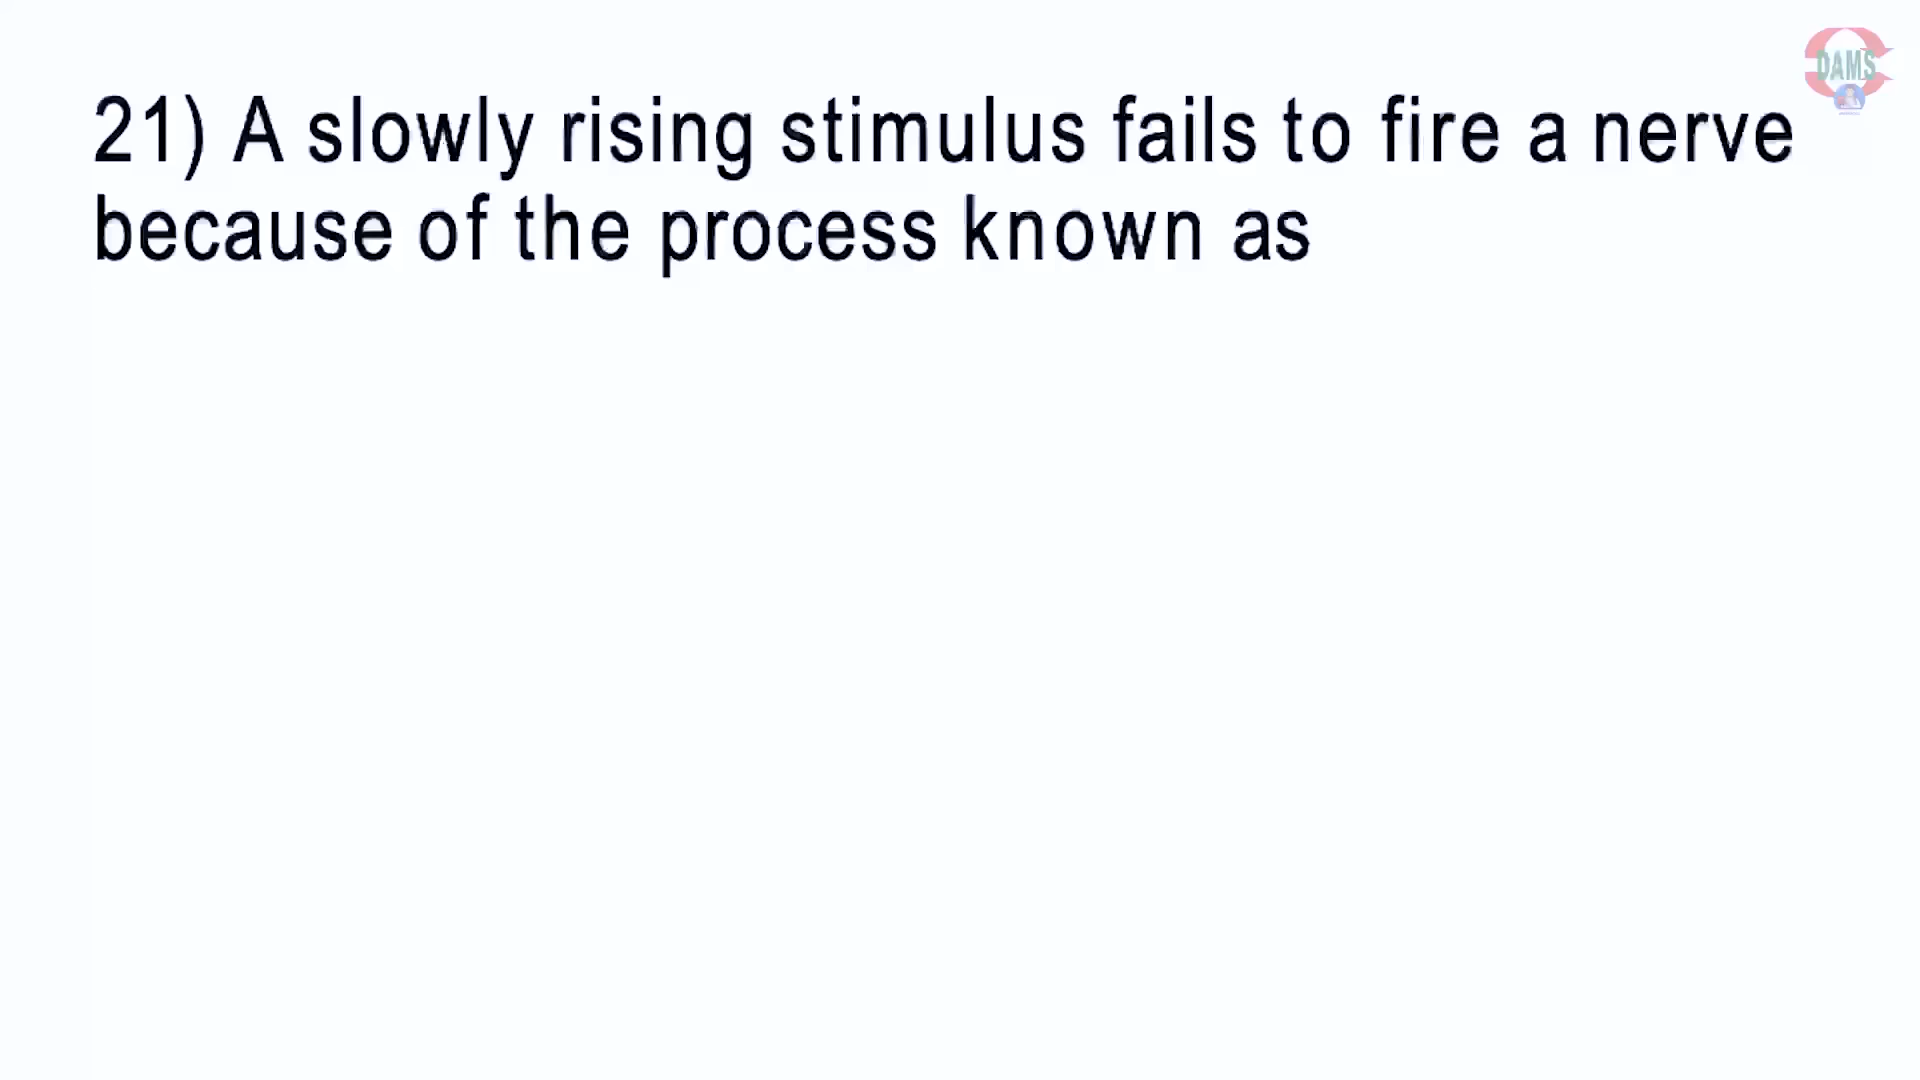 DAMS
21) A slowly rising stimulus fails to fire a nerve
because of the process known as